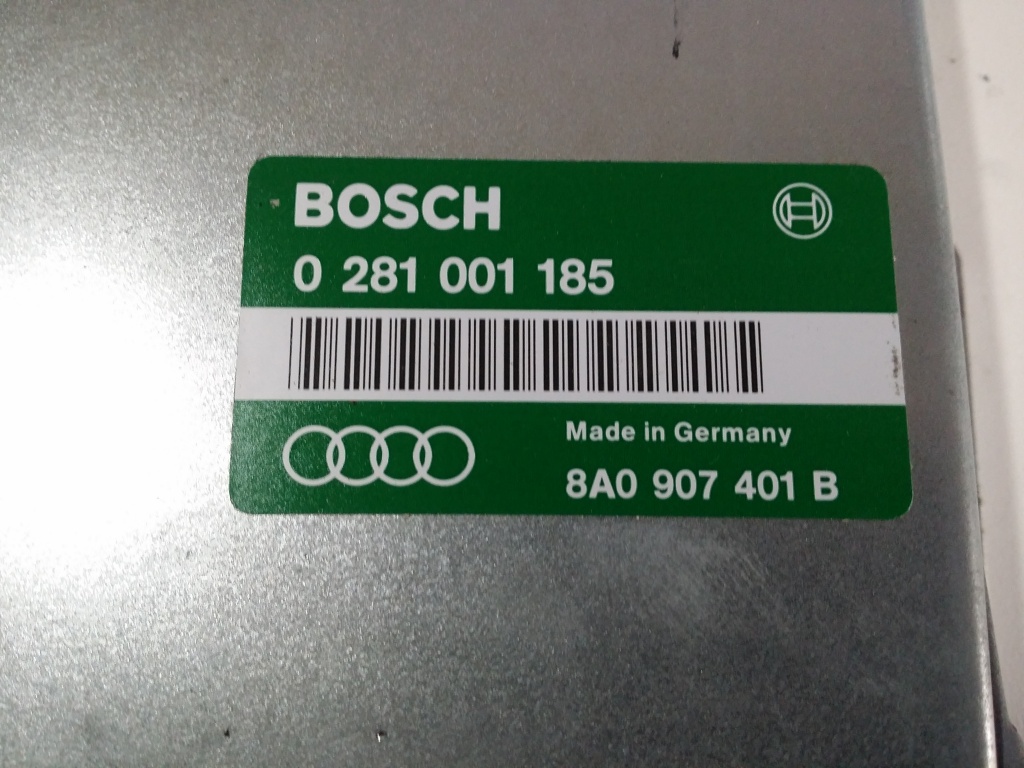 BOSCH
0 281 001 185
Made in Germany
8A0 907 401 B